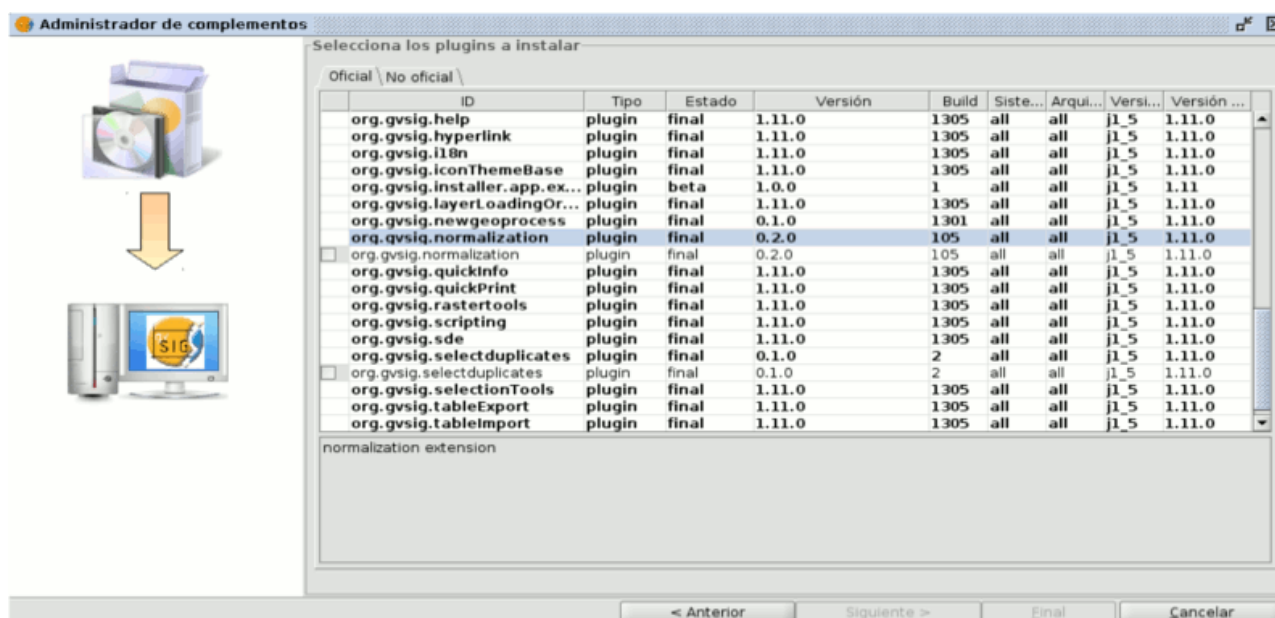 Administrador de complementos
Selecciona los plugins a instalar
Oficial No oficial
ID Tipo Estado Versión Build Siste... Arqui... Versi... Versión ...
org.gvsig.help plugin final 1.11.0 1305 all all j1_5 1.11.0
org.gvsig.hyperlink plugin final 1.11.0 1305 all all j1_5 1.11.0
org.gvsig.i18n plugin final 1.11.0 1305 all all j1_5 1.11.0
org.gvsig.iconThemeBase plugin final 1.11.0 1305 all all j1_5 1.11.0
org.gvsig.installer.app.ex... plugin beta 1.0.0 1 all all j1_5 1.11
org.gvsig.layerLoadingOr... plugin final 1.11.0 1305 all all j1_5 1.11.0
org.gvsig.newgeoprocess plugin final 0.1.0 1301 all all j1_5 1.11.0
org.gvsig.normalization plugin final 0.2.0 105 all all j1_5 1.11.0
org.gvsig.normalization plugin final 0.2.0 105 all all j1_5 1.11.0
org.gvsig.quickInfo plugin final 1.11.0 1305 all all j1_5 1.11.0
org.gvsig.quickPrint plugin final 1.11.0 1305 all all j1_5 1.11.0
org.gvsig.rastertools plugin final 1.11.0 1305 all all j1_5 1.11.0
org.gvsig.scripting plugin final 1.11.0 1305 all all j1_5 1.11.0
org.gvsig.sde plugin final 1.11.0 1305 all all j1_5 1.11.0
org.gvsig.selectduplicates plugin final 0.1.0 2 all all j1_5 1.11.0
org.gvsig.selectduplicates plugin final 0.1.0 2 all all j1_5 1.11.0
org.gvsig.selectionTools plugin final 1.11.0 1305 all all j1_5 1.11.0
org.gvsig.tableExport plugin final 1.11.0 1305 all all j1_5 1.11.0
org.gvsig.tableImport plugin final 1.11.0 1305 all all j1_5 1.11.0
SIG
normalization extension
< Anterior Siguiente > Final Cancelar